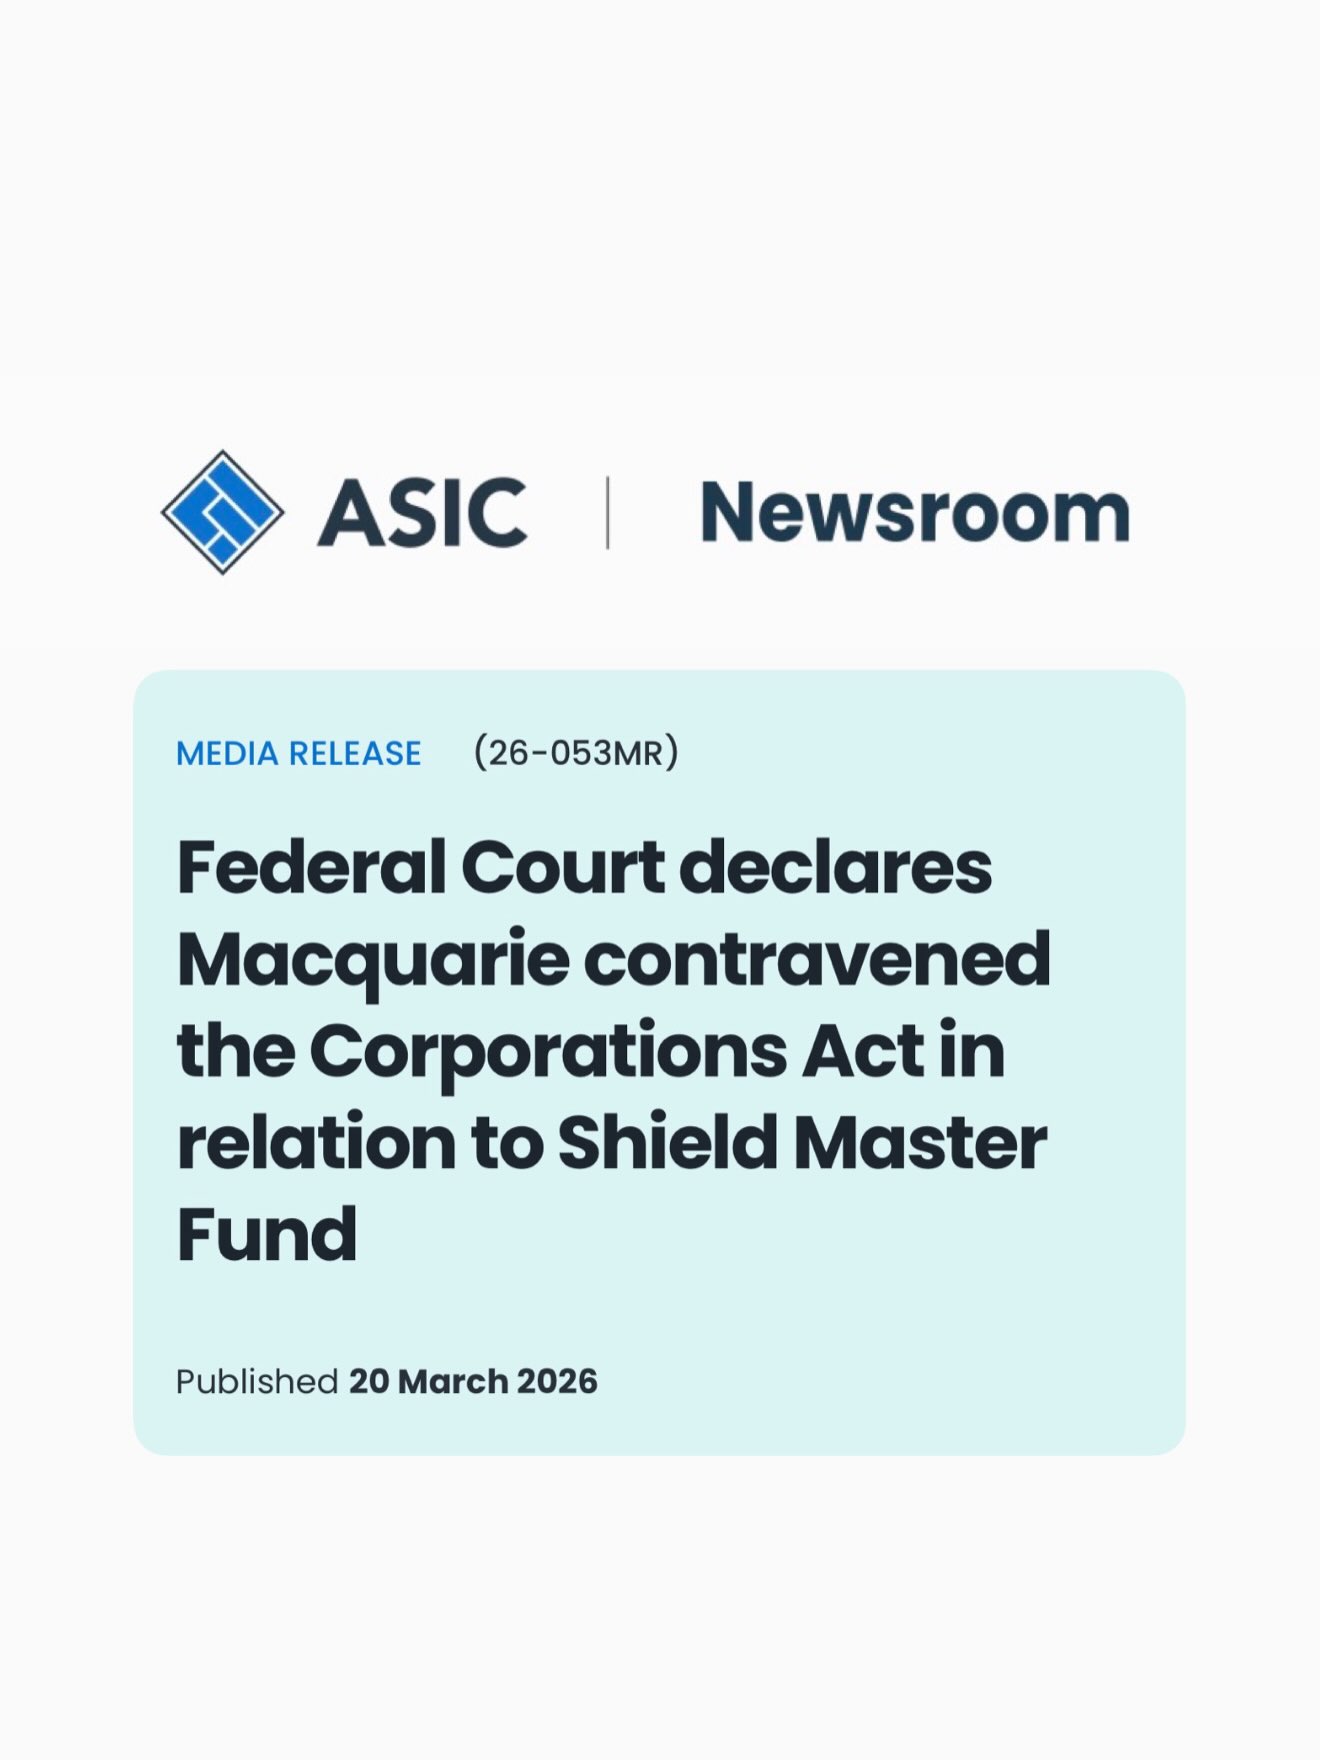 ASIC | Newsroom
MEDIA RELEASE (26-053MR)
Federal Court declares
Macquarie contravened
the Corporations Act in
relation to Shield Master
Fund
Published 20 March 2026